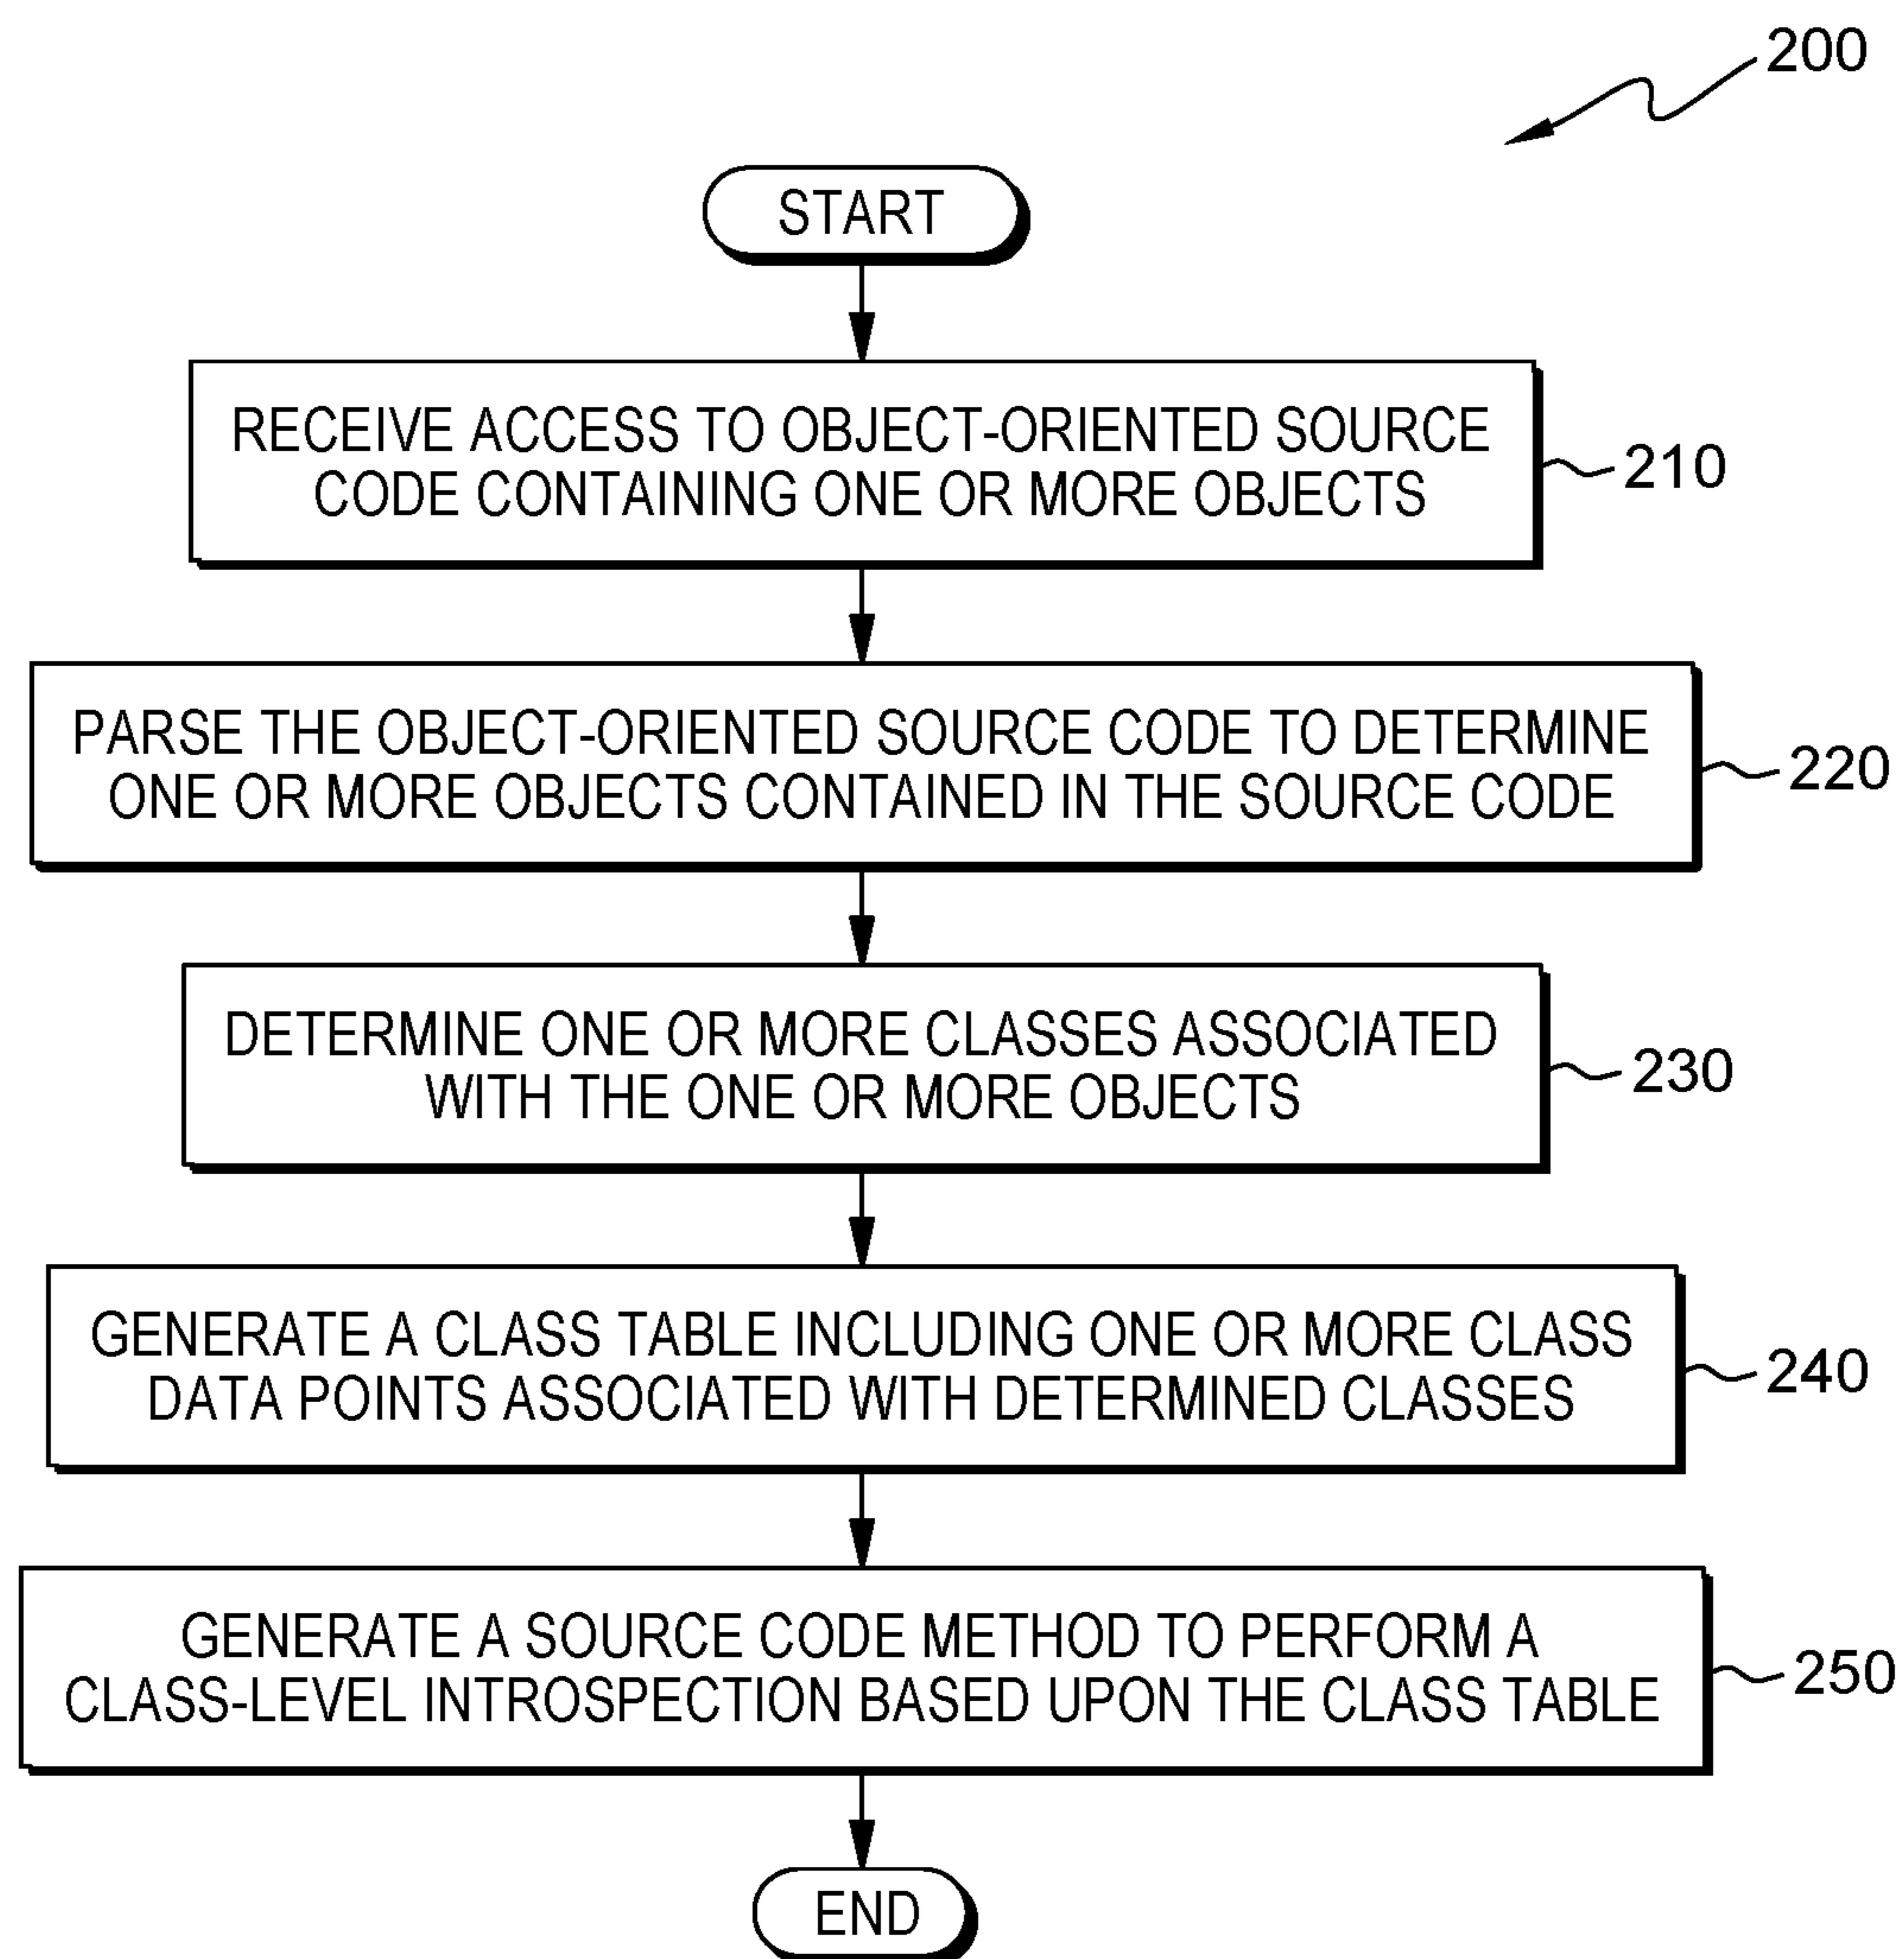 200
START
RECEIVE ACCESS TO OBJECT-ORIENTED SOURCE
CODE CONTAINING ONE OR MORE OBJECTS
210
PARSE THE OBJECT-ORIENTED SOURCE CODE TO DETERMINE
ONE OR MORE OBJECTS CONTAINED IN THE SOURCE CODE
220
DETERMINE ONE OR MORE CLASSES ASSOCIATED
WITH THE ONE OR MORE OBJECTS
230
GENERATE A CLASS TABLE INCLUDING ONE OR MORE CLASS
DATA POINTS ASSOCIATED WITH DETERMINED CLASSES
240
GENERATE A SOURCE CODE METHOD TO PERFORM A
CLASS-LEVEL INTROSPECTION BASED UPON THE CLASS TABLE
250
END